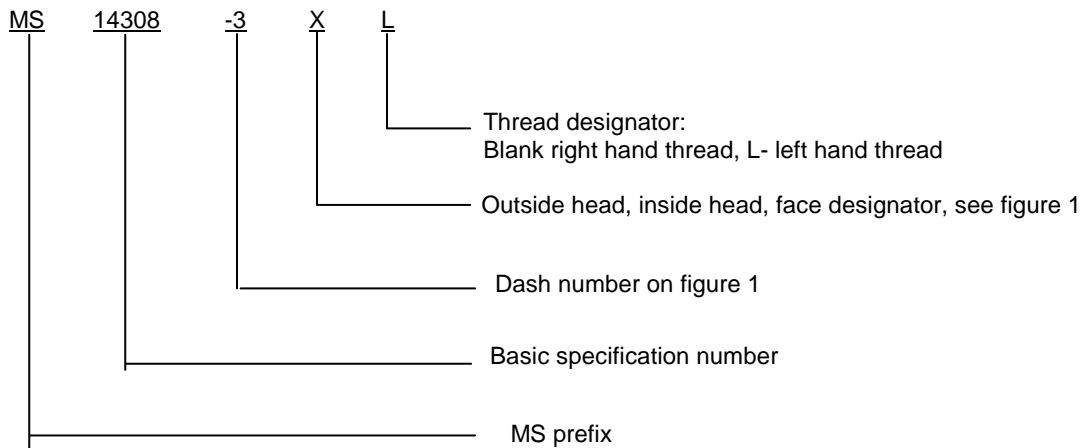 MS 14308 -3 X L
Thread designator:
Blank right hand thread, L- left hand thread
Outside head, inside head, face designator, see figure 1
Dash number on figure 1
Basic specification number
MS prefix